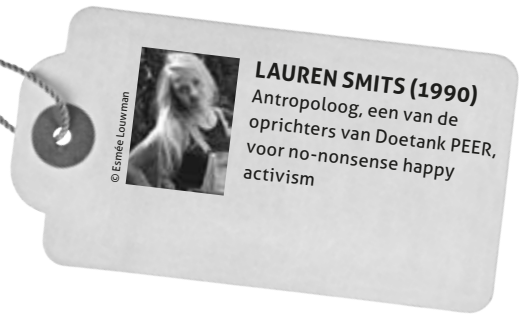 © Esmée Louwman
LAUREN SMITS (1990)
Antropoloog, een van de
oprichters van Doetank PEER,
voor no-nonsense happy
activism